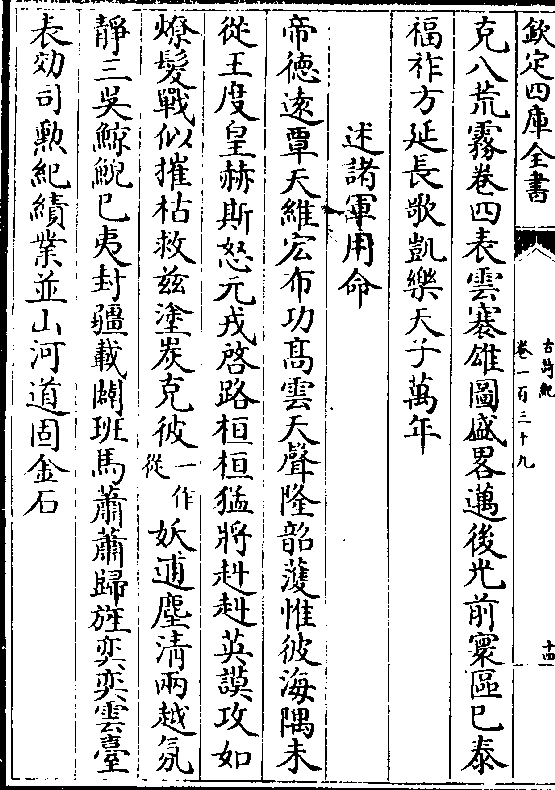 欽定四庫全書
古詩紀
卷一百三十九
十四
克八荒霧卷四表雲褰雄圖盛畧邁後光前寰區已泰
福祚方延長歌凱樂天子萬年
述諸軍用命
帝德遠覃天維宏布功髙雲天聲隆韶頀惟彼海隅未
從王度皇赫斯怒元戎啓路桓桓猛將赳赳英謨攻如
燎髮戰似摧枯救兹塗炭克彼一作從妖逋塵清兩越氛
靜三吳鯨鯢已夷封疆載闢班馬蕭蕭歸旌奕奕雲臺
表効司勲紀績業並山河道固金石